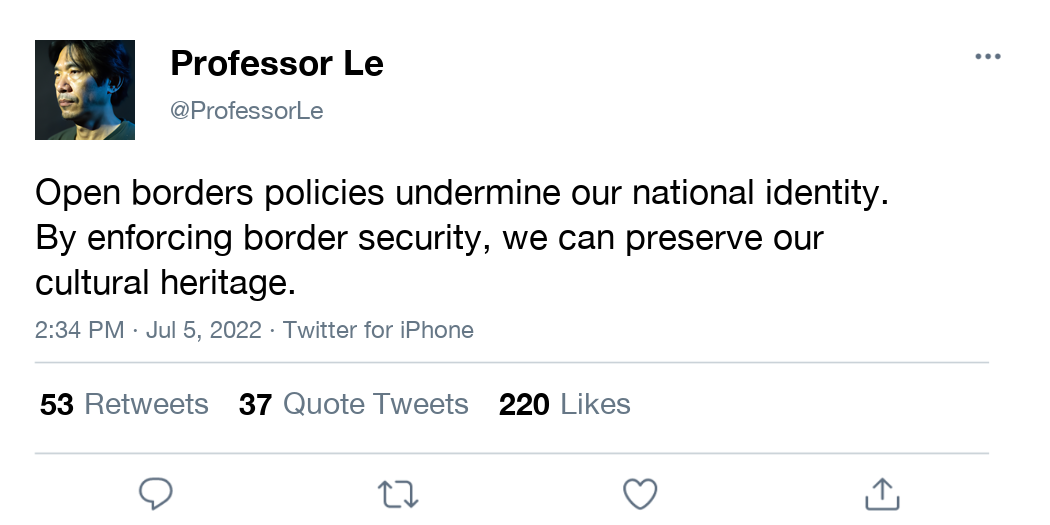 Professor Le
@ProfessorLe
Open borders policies undermine our national identity.
By enforcing border security, we can preserve our
cultural heritage.
2:34 PM · Jul 5, 2022 · Twitter for iPhone
53 Retweets 37 Quote Tweets 220 Likes